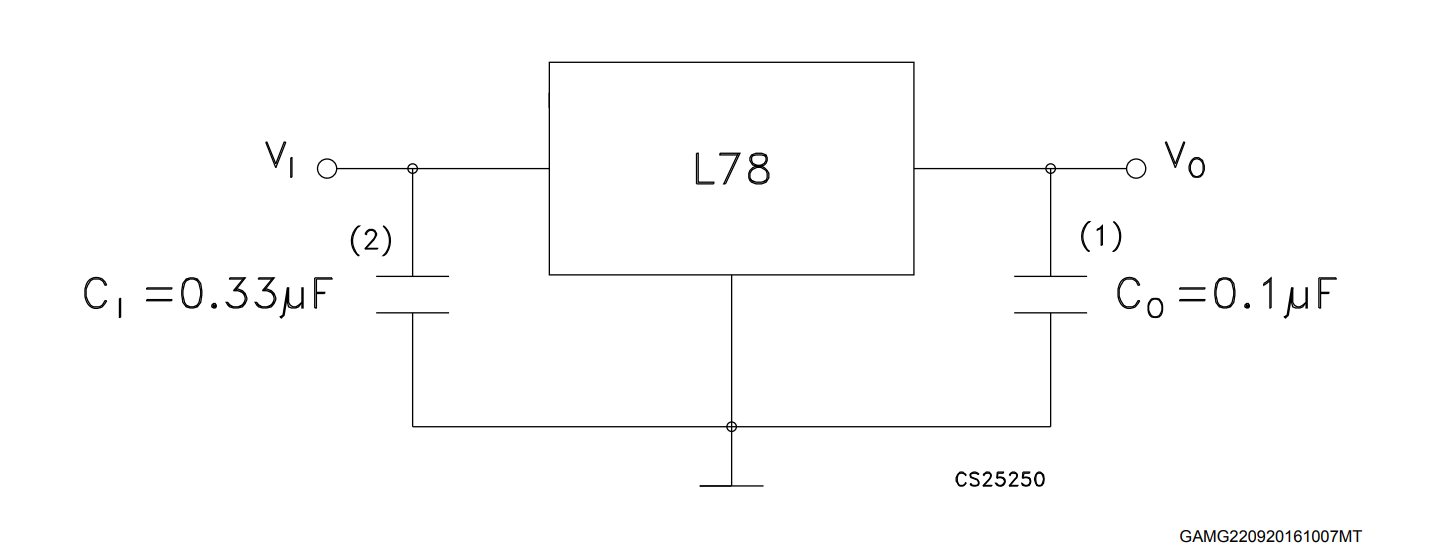 L78
V_I
V_O
(2)
(1)
C_I =0.33μF
C_O =0.1μF
CS25250
GAMG220920161007MT